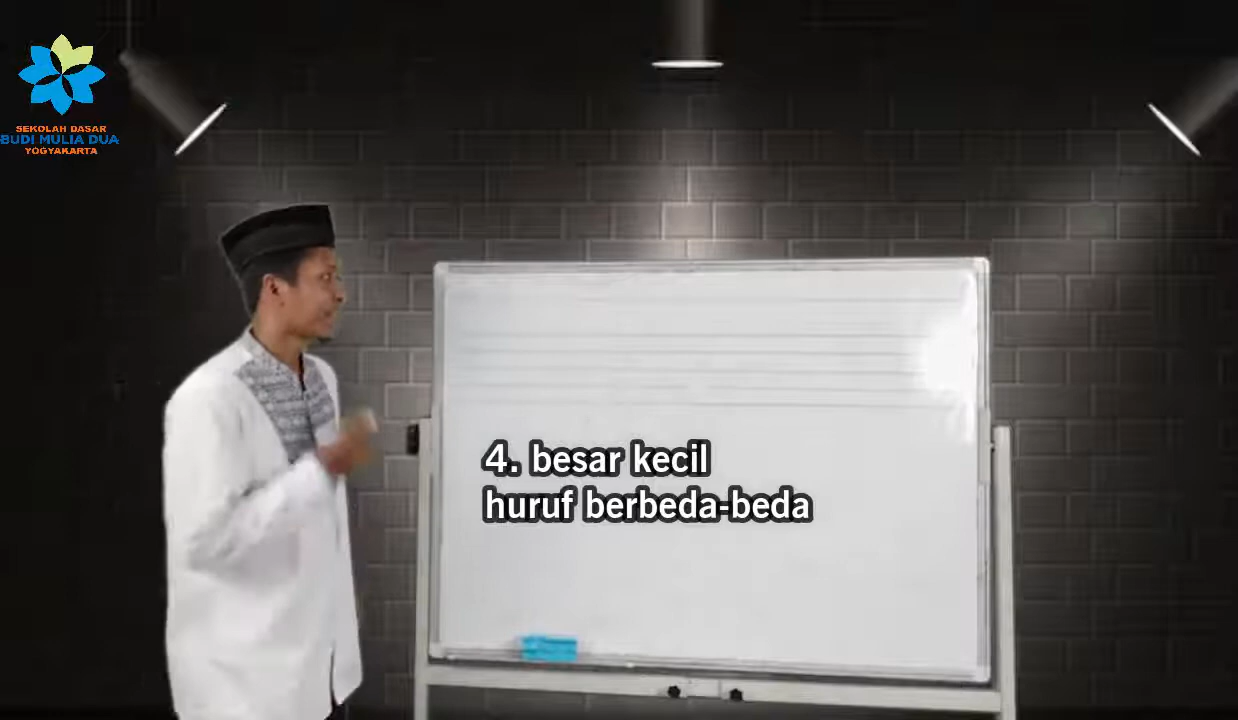 SEKOLAH DASAR
BUDI MULIA DUA
YOGYAKARTA
4. besar kecil
huruf berbeda-beda